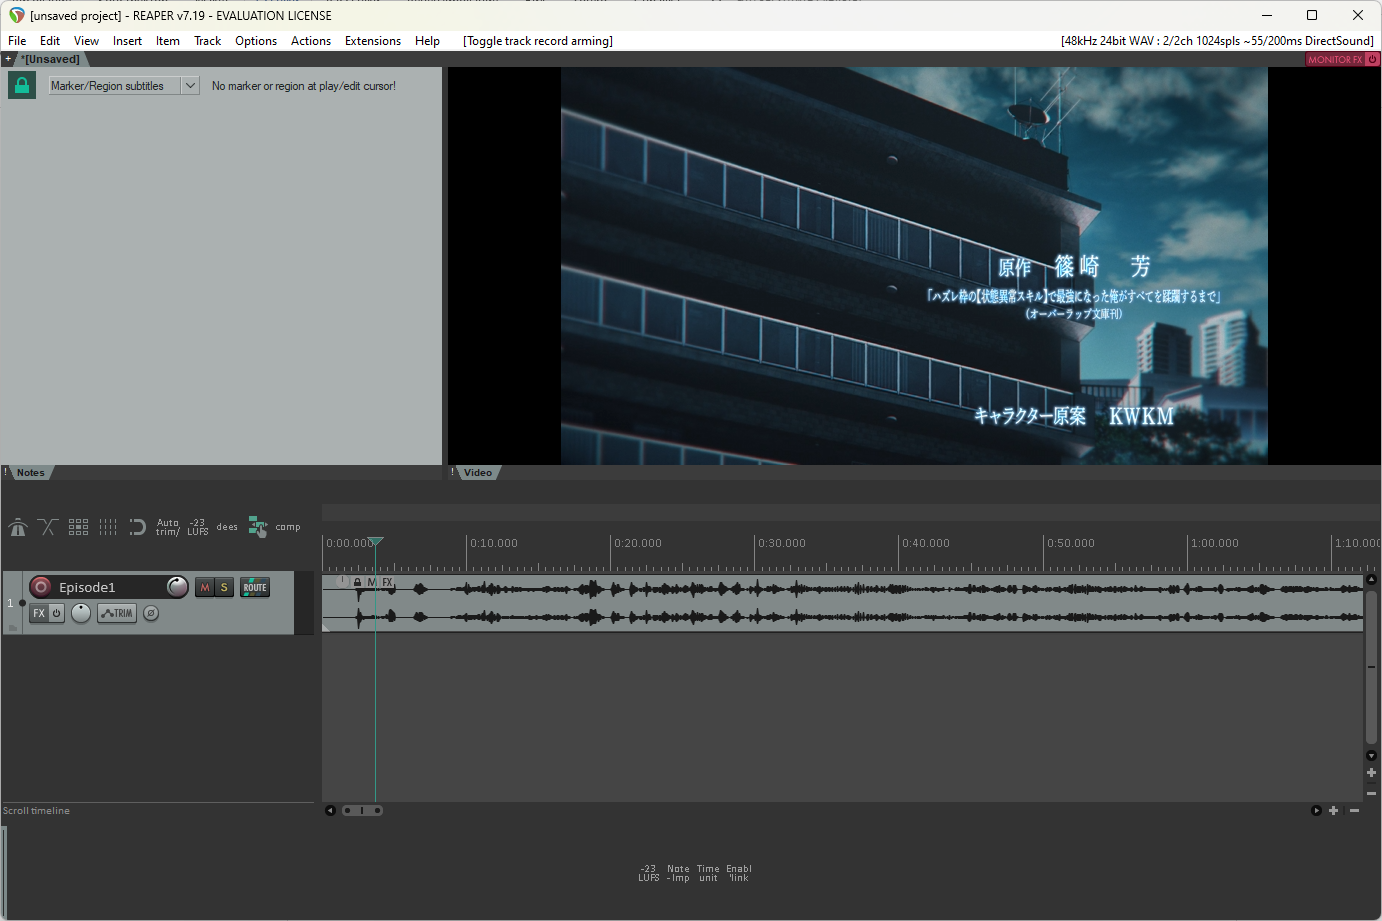 [unsaved project] - REAPER v7.19 - EVALUATION LICENSE
File Edit View Insert Item Track Options Actions Extensions Help [Toggle track record arming] [48kHz 24bit WAV : 2/2ch 1024spls ~55/200ms DirectSound]
+ *[Unsaved] MONITOR FX
Marker/Region subtitles No marker or region at play/edit cursor!
原作 篠崎 芳
「ハズレ枠の【状態異常スキル】で最強になった俺がすべてを蹂躙するまで」
(オーバーラップ文庫刊)
キャラクター原案 KWKM
! Notes ! Video
Auto trim/ -23 LUFS dees comp
0:00.000 0:10.000 0:20.000 0:30.000 0:40.000 0:50.000 1:00.000 1:10.000
1 Episode1 M S ROUTE M FX
FX TRIM
Scroll timeline
-23 Note Time Enabl
LUFS -Imp unit 'link